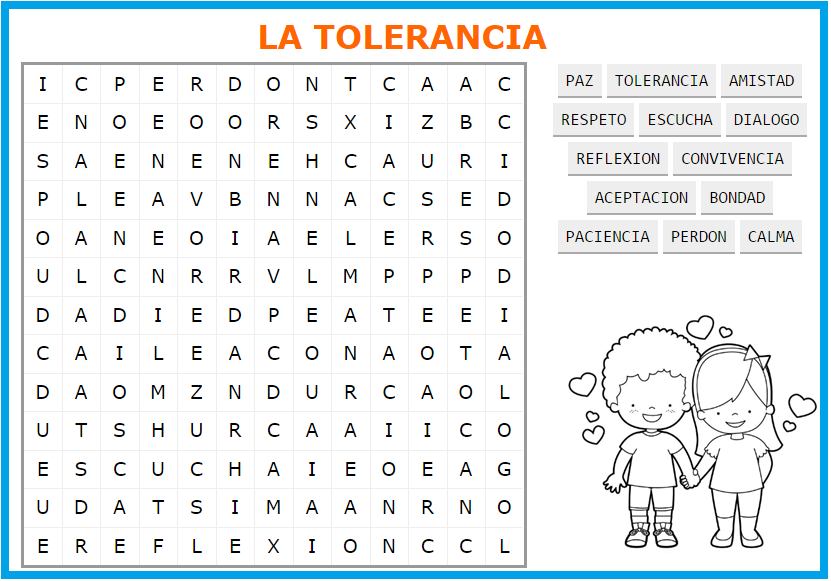 LA TOLERANCIA
I C P E R D O N T C A A C
E N O E O O R S X I Z B C
S A E N E N E H C A U R I
P L E A V B N N A C S E D
O A N E O I A E L E R S O
U L C N R R V L M P P P D
D A D I E D P E A T E E I
C A I L E A C O N A O T A
D A O M Z N D U R C A O L
U T S H U R C A A I I C O
E S C U C H A I E O E A G
U D A T S I M A A N R N O
E R E F L E X I O N C C L
PAZ TOLERANCIA AMISTAD
RESPETO ESCUCHA DIALOGO
REFLEXION CONVIVENCIA
ACEPTACION BONDAD
PACIENCIA PERDON CALMA